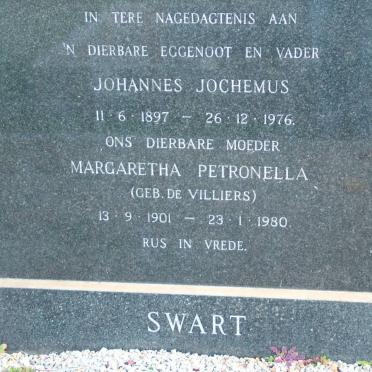 IN TERE NAGEDAGTENIS AAN
'N DIERBARE EGGENOOT EN VADER
JOHANNES JOCHEMUS
11 · 6 · 1897 — 26 · 12 · 1976.
ONS DIERBARE MOEDER
MARGARETHA PETRONELLA
(GEB. DE VILLIERS)
13 · 9 · 1901 — 23 · 1 · 1980.
RUS IN VREDE.
SWART